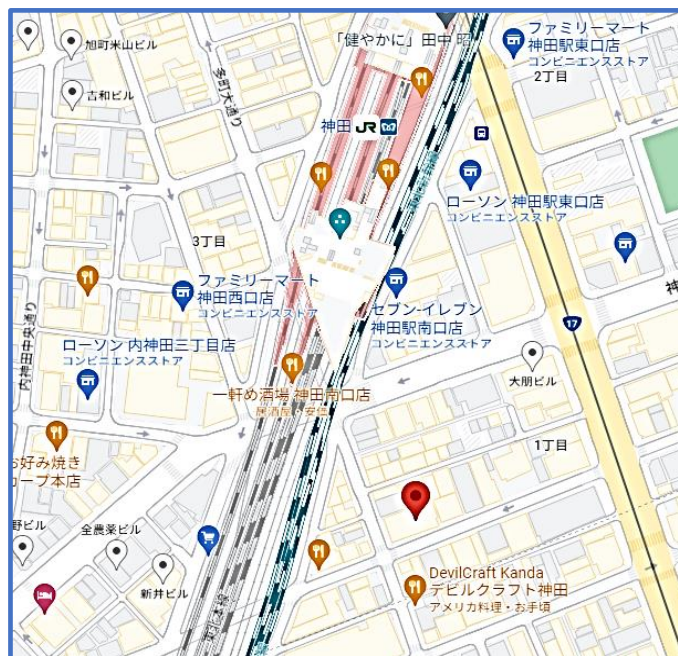 「健やかに」田中 昭
ファミリーマート
神田駅東口店
コンビニエンスストア
2丁目
旭町米山ビル
吉和ビル
多町大通り
神田 JR
ローソン 神田駅東口店
コンビニエンスストア
3丁目
ファミリーマート
神田西口店
コンビニエンスストア
セブン-イレブン
神田駅南口店
コンビニエンスストア
神
17
内神田中央通り
ローソン 内神田三丁目店
コンビニエンスストア
大朋ビル
一軒め酒場 神田南口店
居酒屋・安価
1丁目
お好み焼き
カープ本店
野ビル
全農薬ビル
新井ビル
DevilCraft Kanda
デビルクラフト神田
アメリカ料理・お手頃